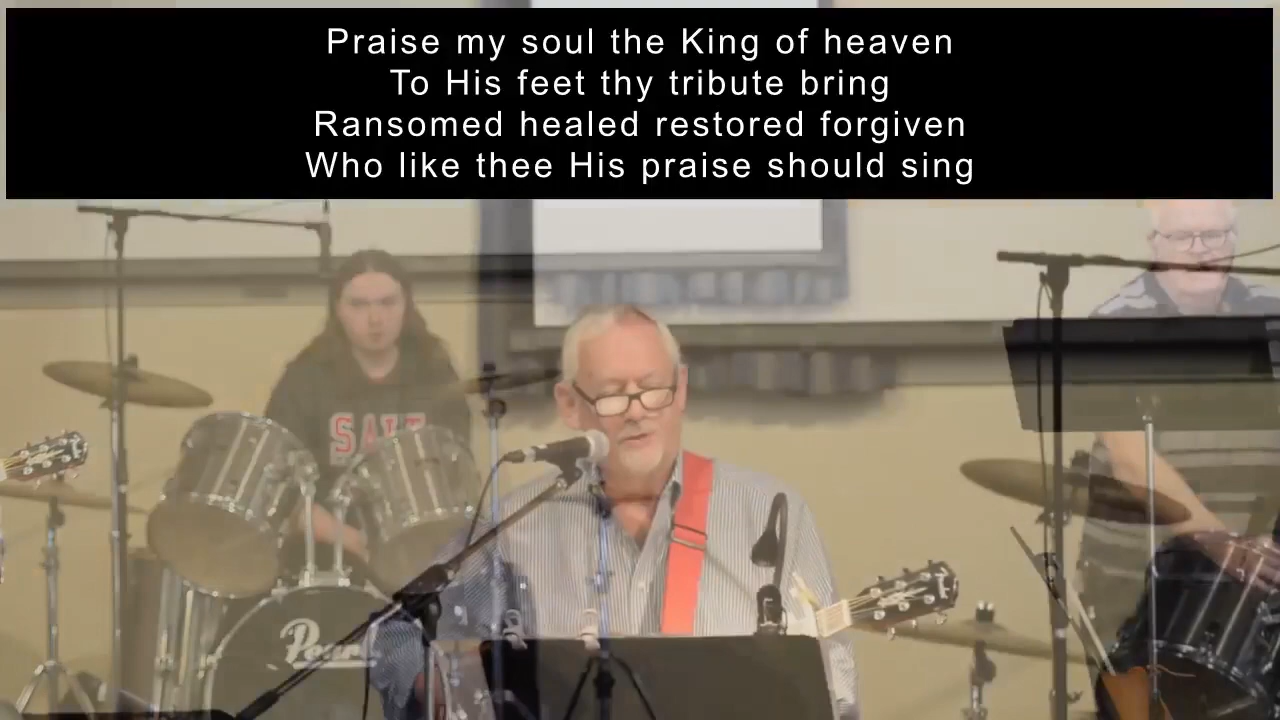 Praise my soul the King of heaven
To His feet thy tribute bring
Ransomed healed restored forgiven
Who like thee His praise should sing
Pearl